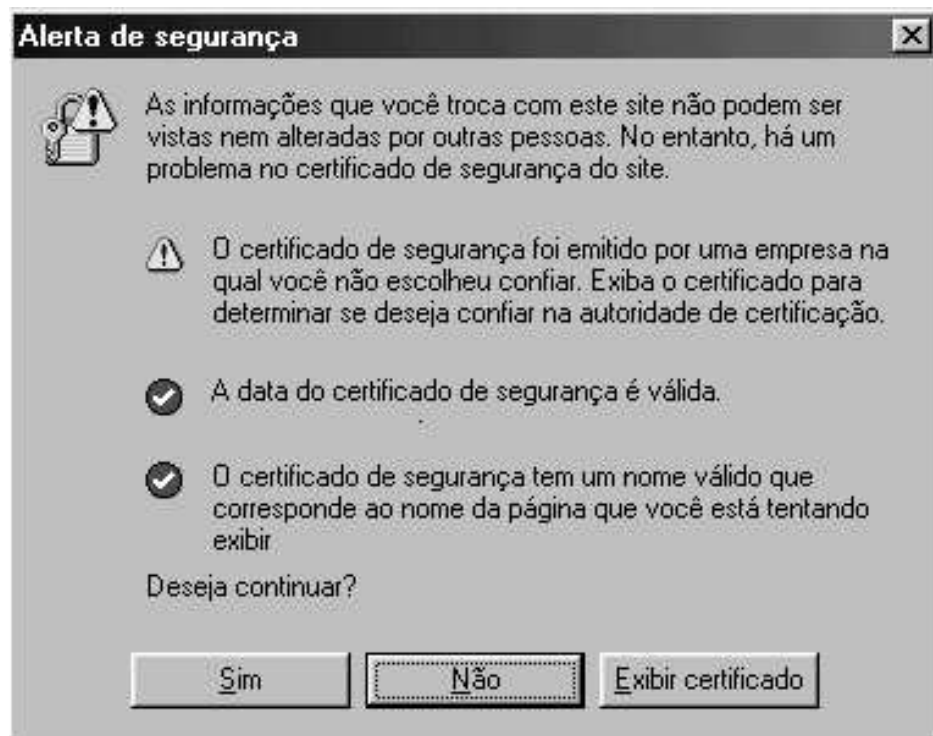 Alerta de segurança
As informações que você troca com este site não podem ser
vistas nem alteradas por outras pessoas. No entanto, há um
problema no certificado de segurança do site.
O certificado de segurança foi emitido por uma empresa na
qual você não escolheu confiar. Exiba o certificado para
determinar se deseja confiar na autoridade de certificação.
A data do certificado de segurança é válida.
O certificado de segurança tem um nome válido que
corresponde ao nome da página que você está tentando
exibir
Deseja continuar?
Sim Não Exibir certificado